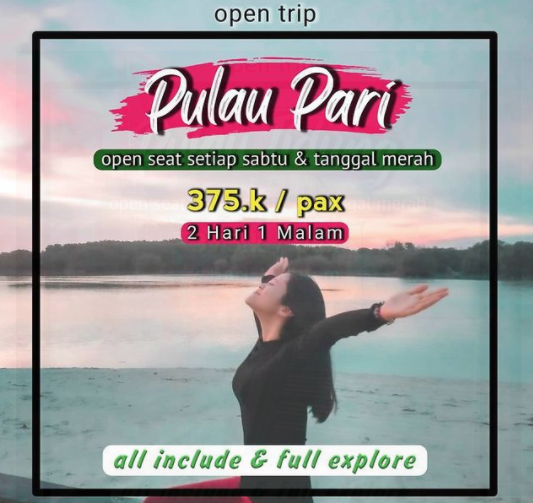 open trip
Pulau Pari
open seat setiap sabtu & tanggal merah
375.k / pax
2 Hari 1 Malam
all include & full explore